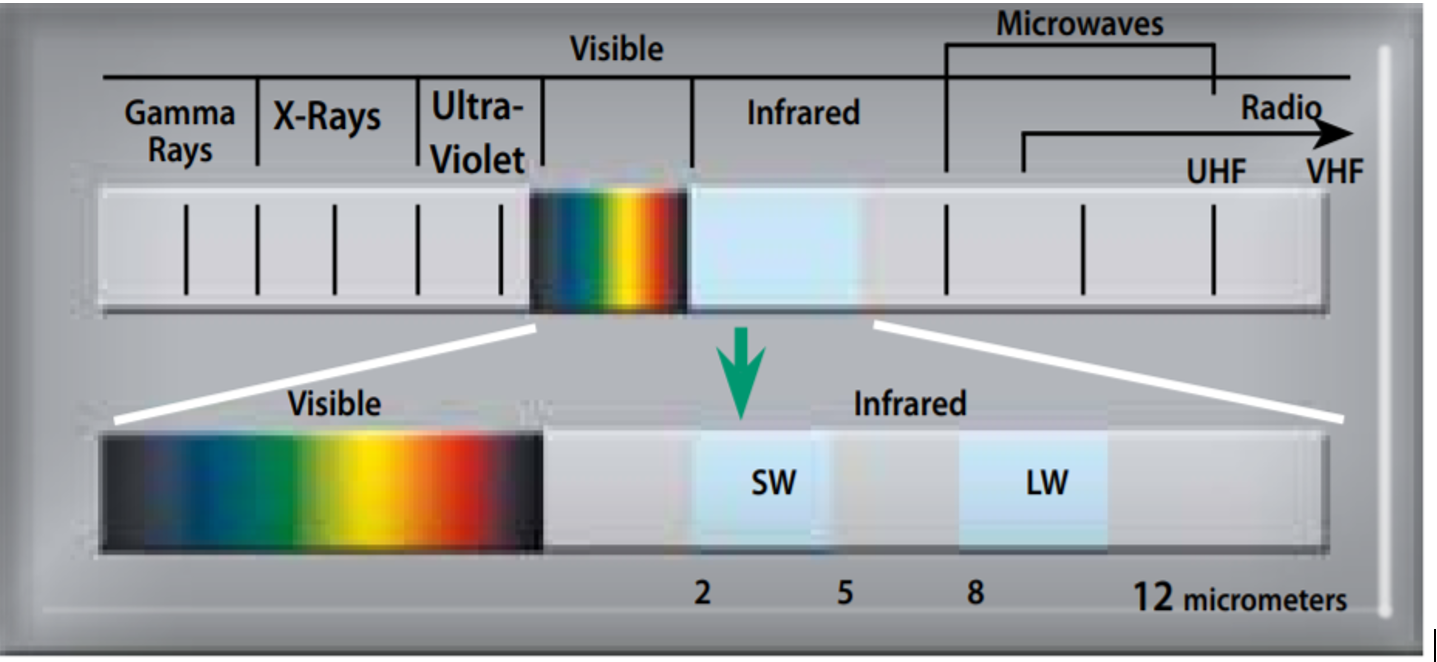 Microwaves
Visible
Gamma
Rays
X-Rays
Ultra-
Violet
Infrared
Radio
UHF VHF
Visible
Infrared
SW
LW
2 5 8 12 micrometers